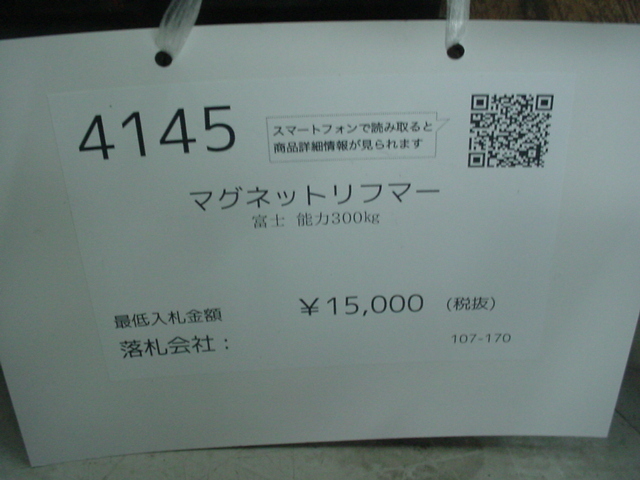 4145
スマートフォンで読み取ると
商品詳細情報が見られます
マグネットリフマー
富士 能力300kg
最低入札金額 ¥15,000 (税抜)
落札会社：
107-170